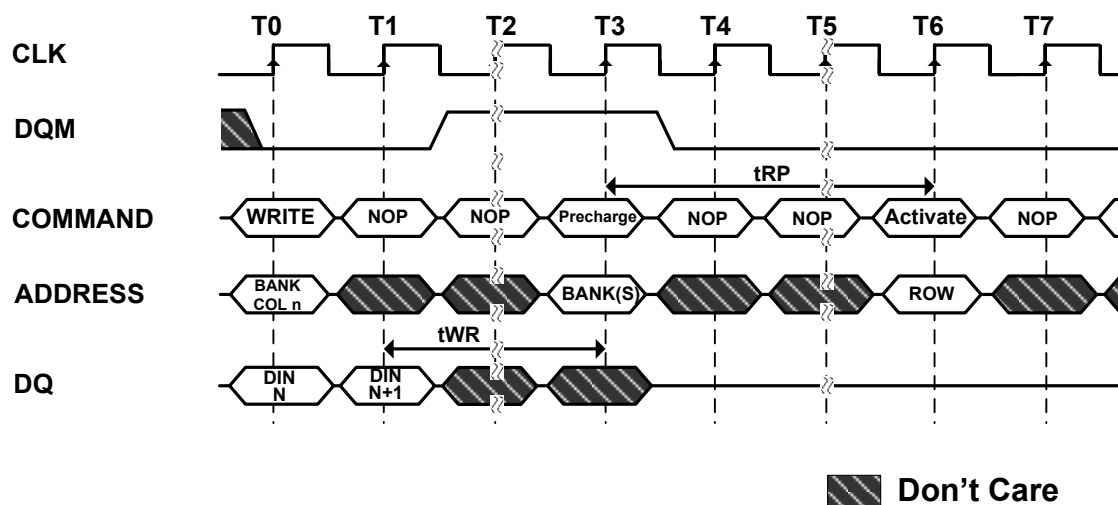 T0 T1 T2 T3 T4 T5 T6 T7
CLK
DQM
tRP
COMMAND WRITE NOP NOP Precharge NOP NOP Activate NOP
ADDRESS BANK COL n BANK(S) ROW
tWR
DQ DIN N DIN N+1
Don't Care